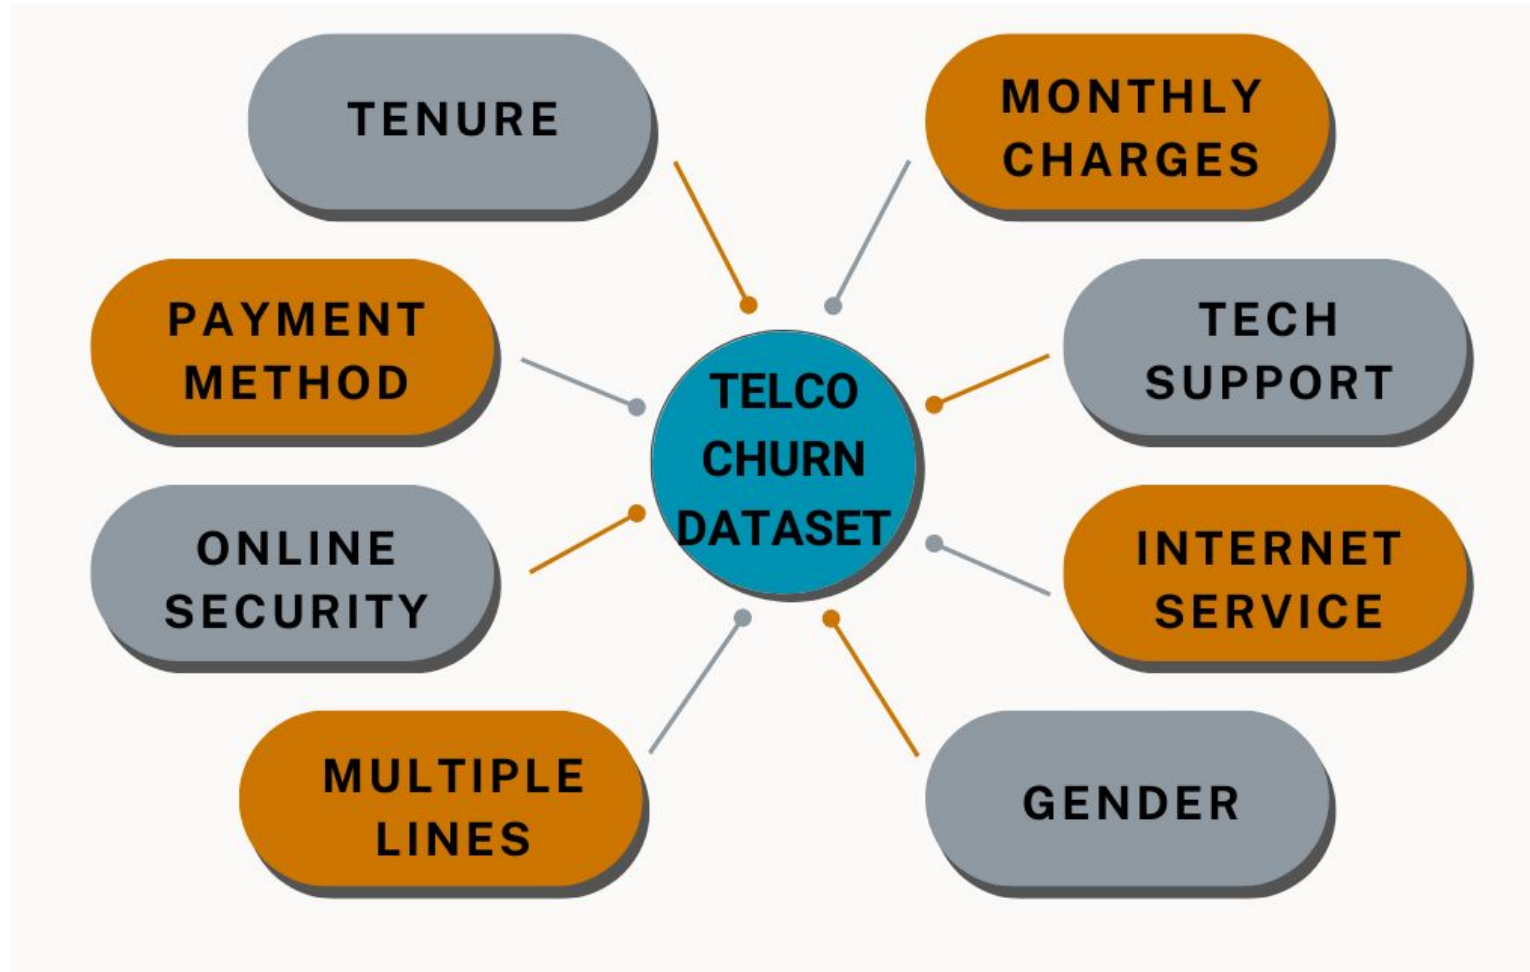 TENURE
MONTHLY
CHARGES
PAYMENT
METHOD
TECH
SUPPORT
TELCO
CHURN
DATASET
ONLINE
SECURITY
INTERNET
SERVICE
MULTIPLE
LINES
GENDER